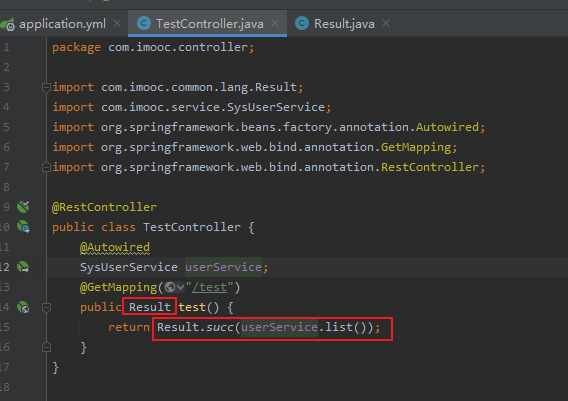 application.yml TestController.java Result.java
1 package com.imooc.controller;
2
3 import com.imooc.common.lang.Result;
4 import com.imooc.service.SysUserService;
5 import org.springframework.beans.factory.annotation.Autowired;
6 import org.springframework.web.bind.annotation.GetMapping;
7 import org.springframework.web.bind.annotation.RestController;
8
9 @RestController
10 public class TestController {
11 @Autowired
12 SysUserService userService;
13 @GetMapping("/test")
14 public Result test() {
15 return Result.succ(userService.list());
16 }
17 }
18